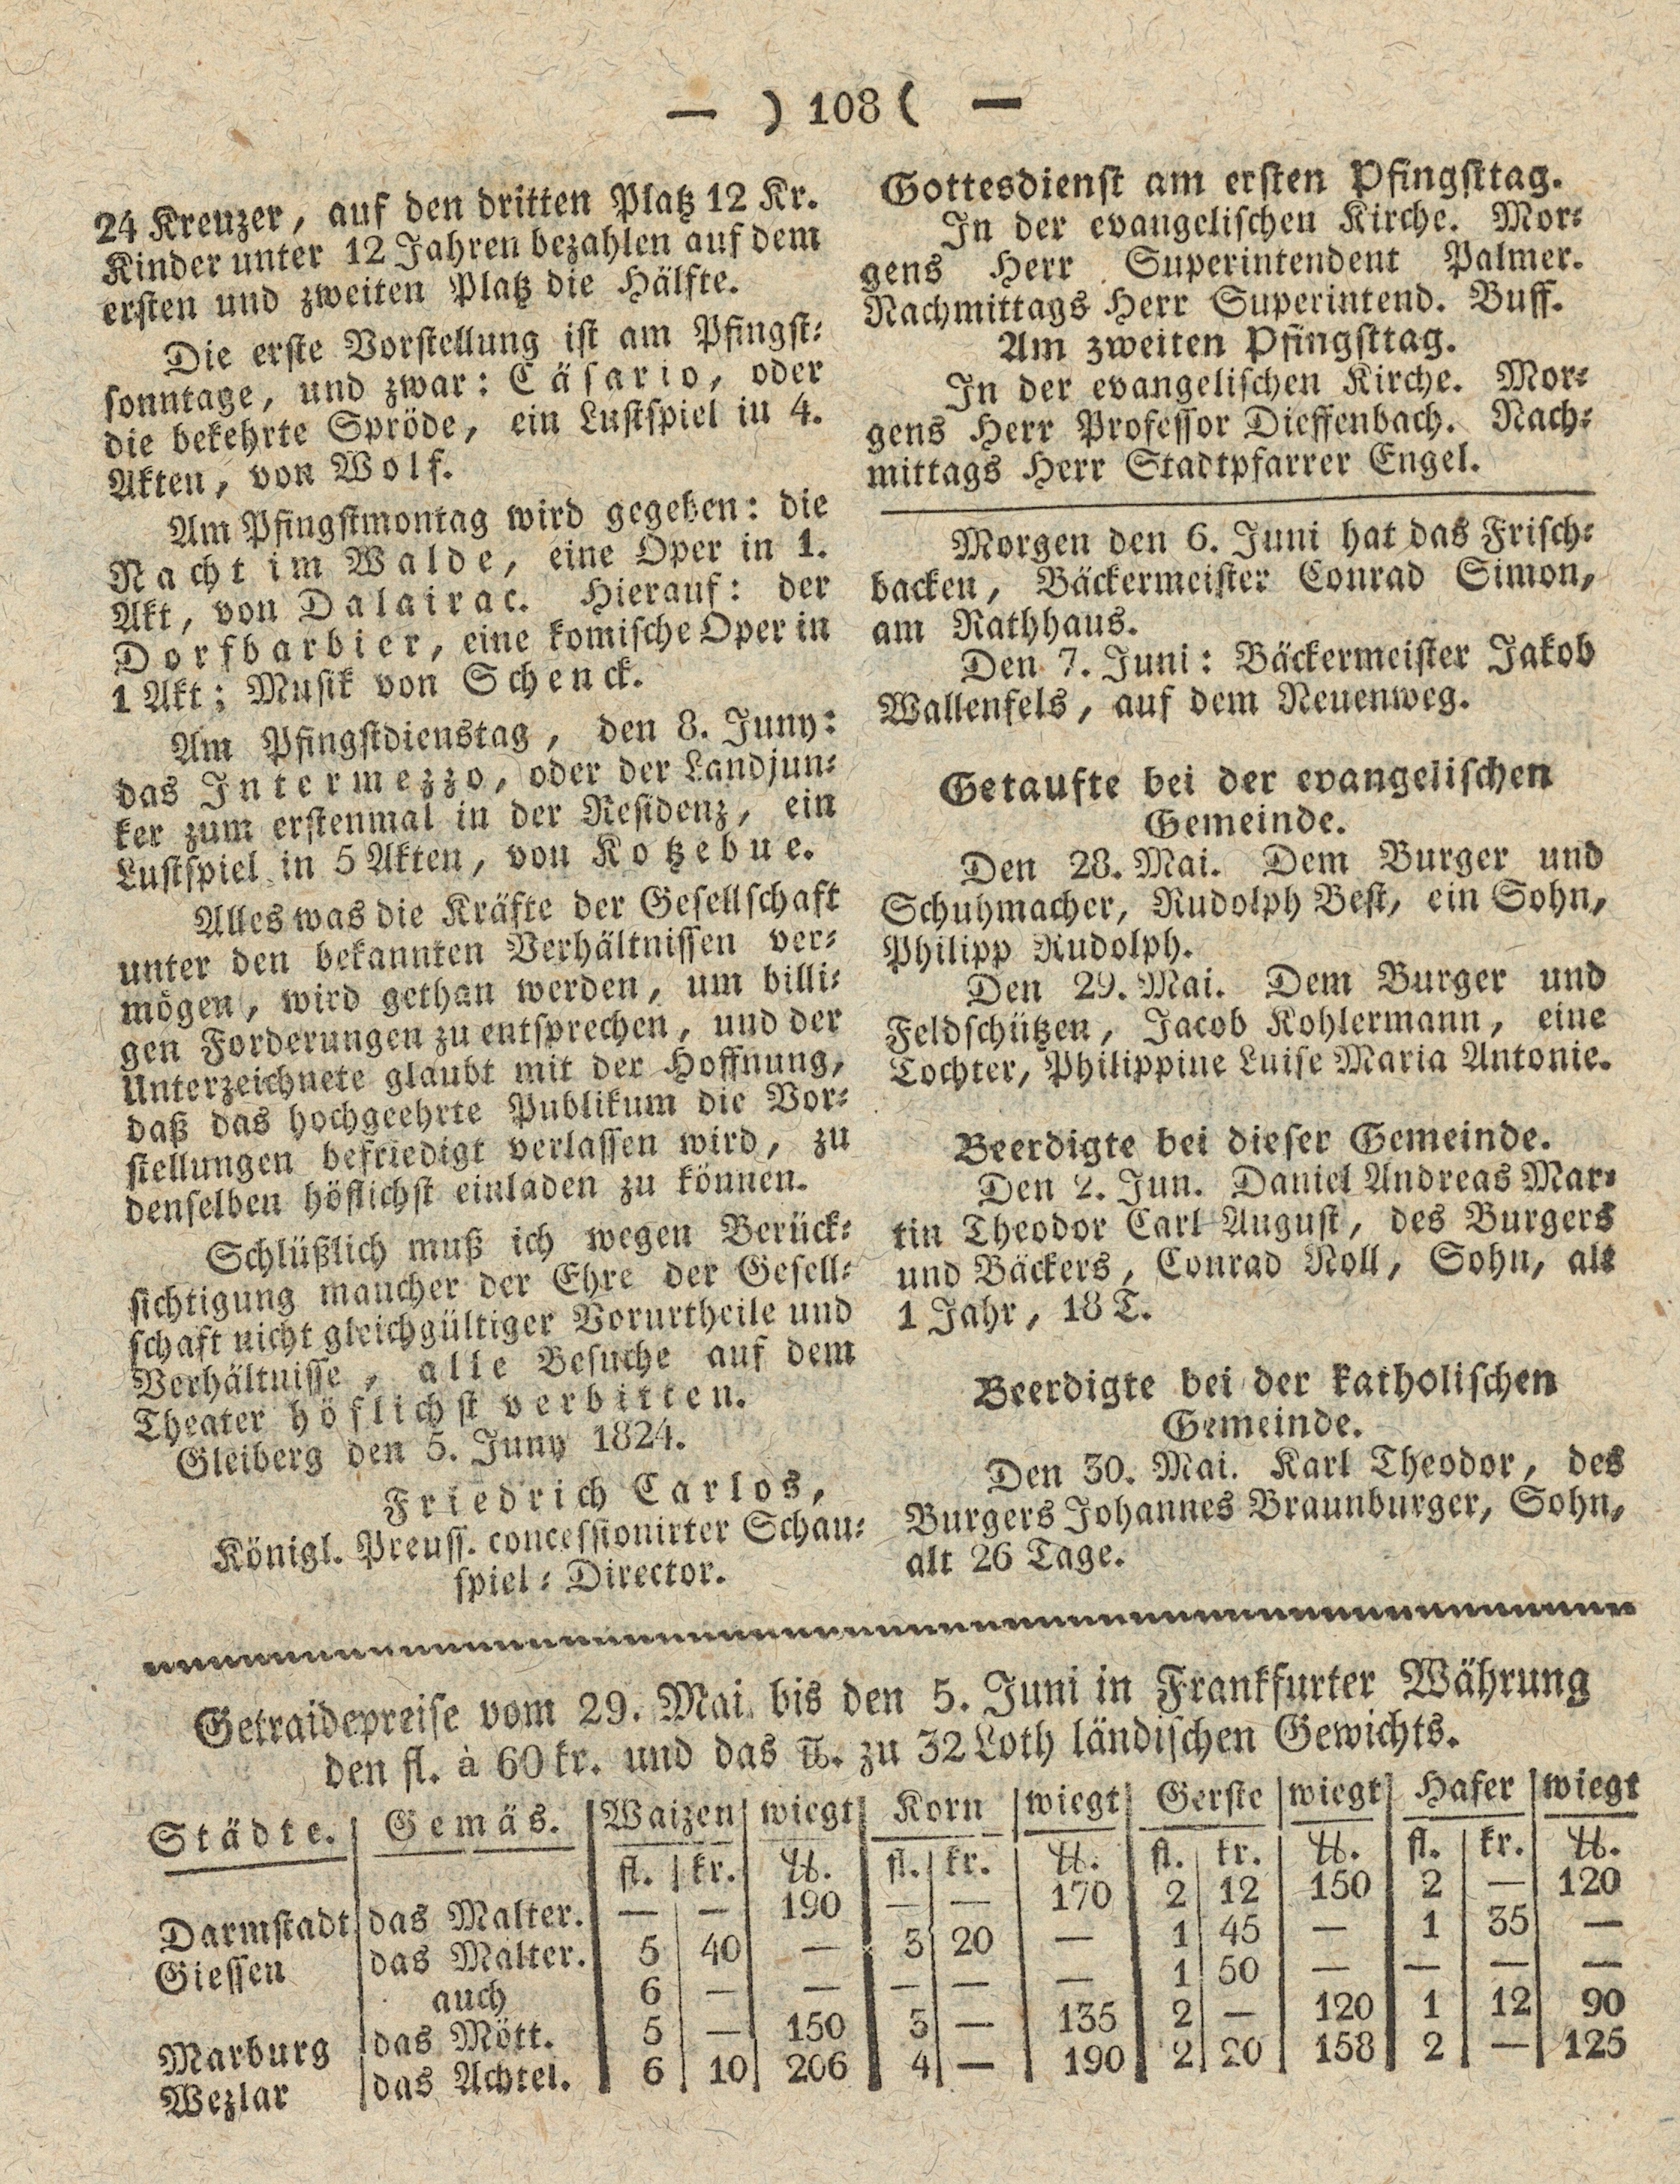 — ) 108 ( —
24 Kreuzer, auf den dritten Platz 12 Kr.
Kinder unter 12 Jahren bezahlen auf dem
ersten und zweiten Platz die Hälfte.
Die erste Vorstellung ist am Pfingst-
sonntage, und zwar: Cäsario, oder
die bekehrte Spröde, ein Lustspiel in 4.
Akten, von Wolf.
Am Pfingstmontag wird gegeben: die
Nacht im Walde, eine Oper in 1.
Akt, von Dalairac. Hierauf: der
Dorfbarbier, eine komische Oper in
1 Akt; Musik von Schenck.
Am Pfingstdienstag, den 8. Juny:
das Intermezzo, oder der Landjun-
ker zum erstenmal in der Residenz, ein
Lustspiel in 5 Akten, von Kotzebue.
Alles was die Kräfte der Gesellschaft
unter den bekannten Verhältnissen ver-
mögen, wird gethan werden, um billi-
gen Forderungen zu entsprechen, und der
Unterzeichnete glaubt mit der Hoffnung,
daß das hochgeehrte Publikum die Vor-
stellungen befriedigt verlassen wird, zu
denselben höflichst einladen zu können.
Schlüßlich muß ich wegen Berück-
sichtigung mancher der Ehre der Gesell-
schaft nicht gleichgültiger Vorurtheile und
Verhältnisse, alle Besuche auf dem
Theater höflichst verbitten.
Gleiberg den 5. Juny 1824.
Friedrich Carlos,
Königl. Preuss. concessionirter Schau-
spiel-Director.
Gottesdienst am ersten Pfingsttag.
In der evangelischen Kirche. Mor-
gens Herr Superintendent Palmer.
Nachmittags Herr Superintend. Buff.
Am zweiten Pfingsttag.
In der evangelischen Kirche. Mor-
gens Herr Professor Dieffenbach. Nach-
mittags Herr Stadtpfarrer Engel.
Morgen den 6. Juni hat das Frisch-
backen, Bäckermeister Conrad Simon,
am Rathhaus.
Den 7. Juni: Bäckermeister Jakob
Wallenfels, auf dem Neuenweg.
Getaufte bei der evangelischen
Gemeinde.
Den 28. Mai. Dem Burger und
Schuhmacher, Rudolph Best, ein Sohn,
Philipp Rudolph.
Den 29. Mai. Dem Burger und
Feldschützen, Jacob Kohlermann, eine
Tochter, Philippine Luise Maria Antonie.
Beerdigte bei dieser Gemeinde.
Den 2. Jun. Daniel Andreas Mar-
tin Theodor Carl August, des Burgers
und Bäckers, Conrad Noll, Sohn, alt
1 Jahr, 18 T.
Beerdigte bei der katholischen
Gemeinde.
Den 30. Mai. Karl Theodor, des
Burgers Johannes Braunburger, Sohn,
alt 26 Tage.
Getraidepreise vom 29. Mai bis den 5. Juni in Frankfurter Währung
den fl. à 60 kr. und das ℔. zu 32 Loth ländischen Gewichts.
Städte. Gemäs. Waizen wiegt Korn wiegt Gerste wiegt Hafer wiegt
fl. kr. ℔. fl. kr. ℔. fl. kr. ℔. fl. kr. ℔.
Darmstadt das Malter. — — 190 — — 170 2 12 150 2 — 120
Giessen das Malter. 5 40 — 3 20 — 1 45 — 1 35 —
auch 6 — — — — — 1 50 — — — —
Marburg das Mött. 5 — 150 3 — 135 2 — 120 1 12 90
Wezlar das Achtel. 6 10 206 4 — 190 2 20 158 2 — 125